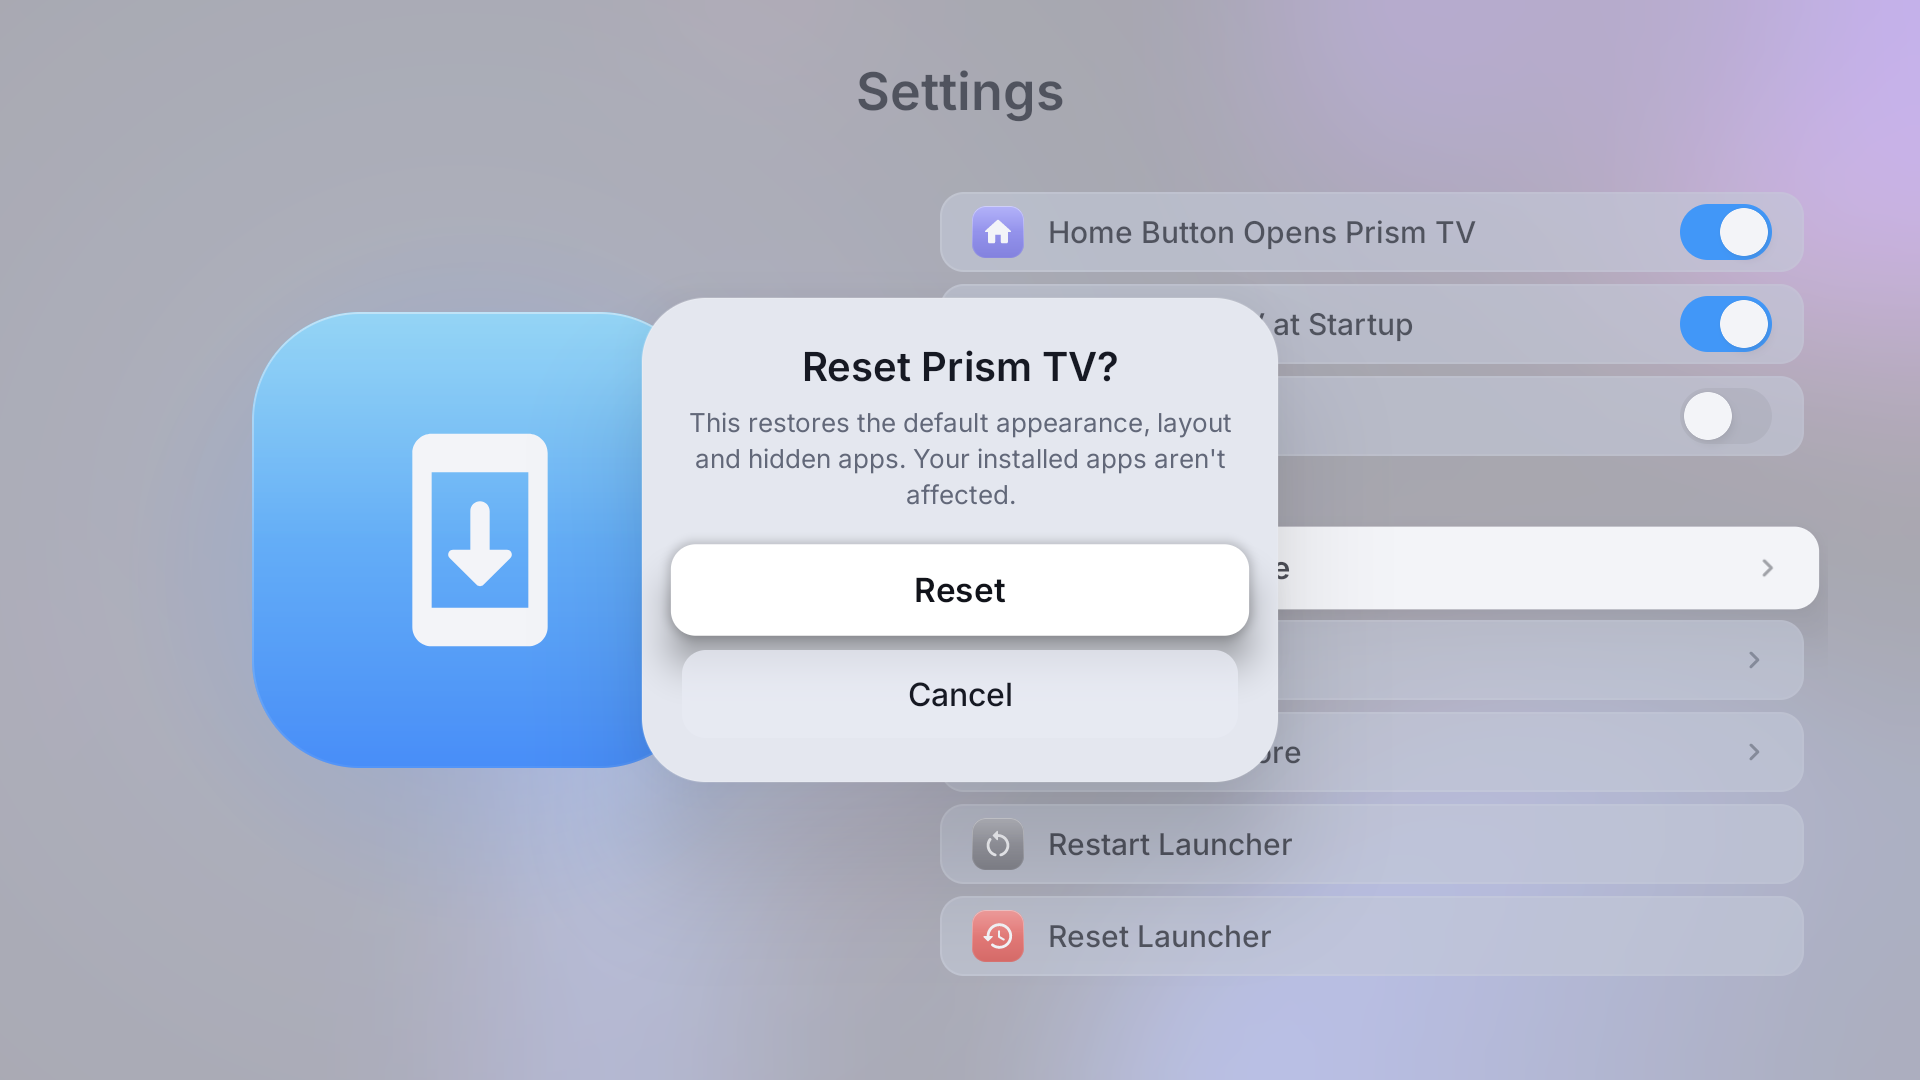 Settings
Home Button Opens Prism TV
at Startup
Reset Prism TV?
This restores the default appearance, layout
and hidden apps. Your installed apps aren't
affected.
Reset
Cancel
Restart Launcher
Reset Launcher